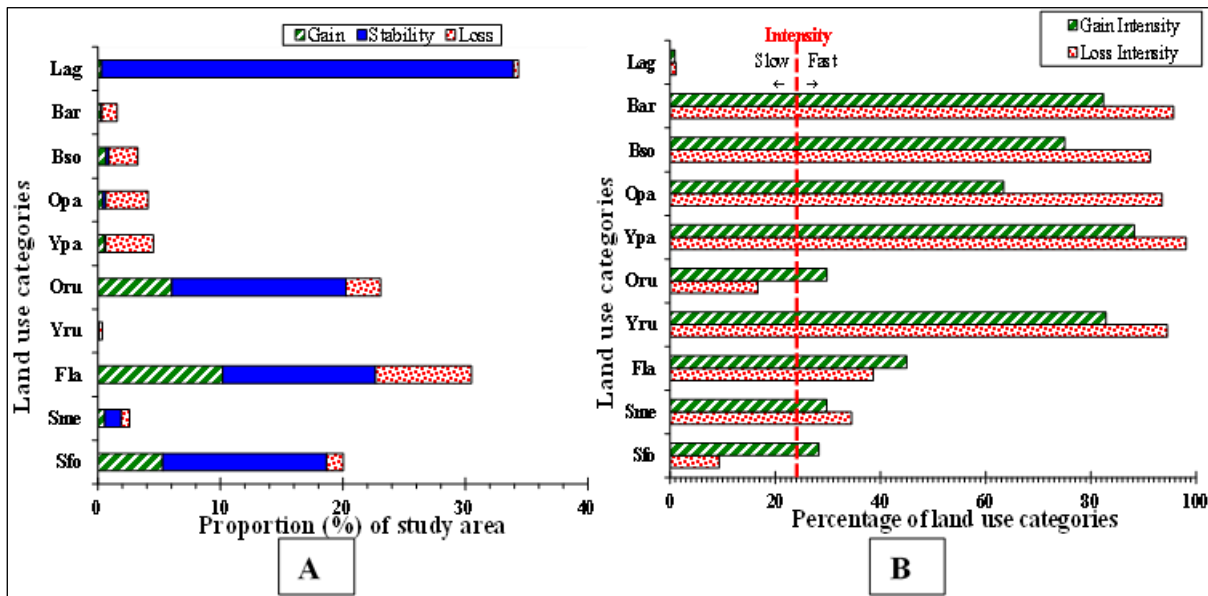 Gain Stability Loss
Land use categories
Lag
Bar
Bso
Opa
Ypa
Oru
Yru
Fla
Sme
Sfo
0 10 20 30 40
Proportion (%) of study area
A
Gain Intensity
Loss Intensity
Intensity
Slow Fast
Land use categories
Lag
Bar
Bso
Opa
Ypa
Oru
Yru
Fla
Sme
Sfo
0 20 40 60 80 100
Percentage of land use categories
B